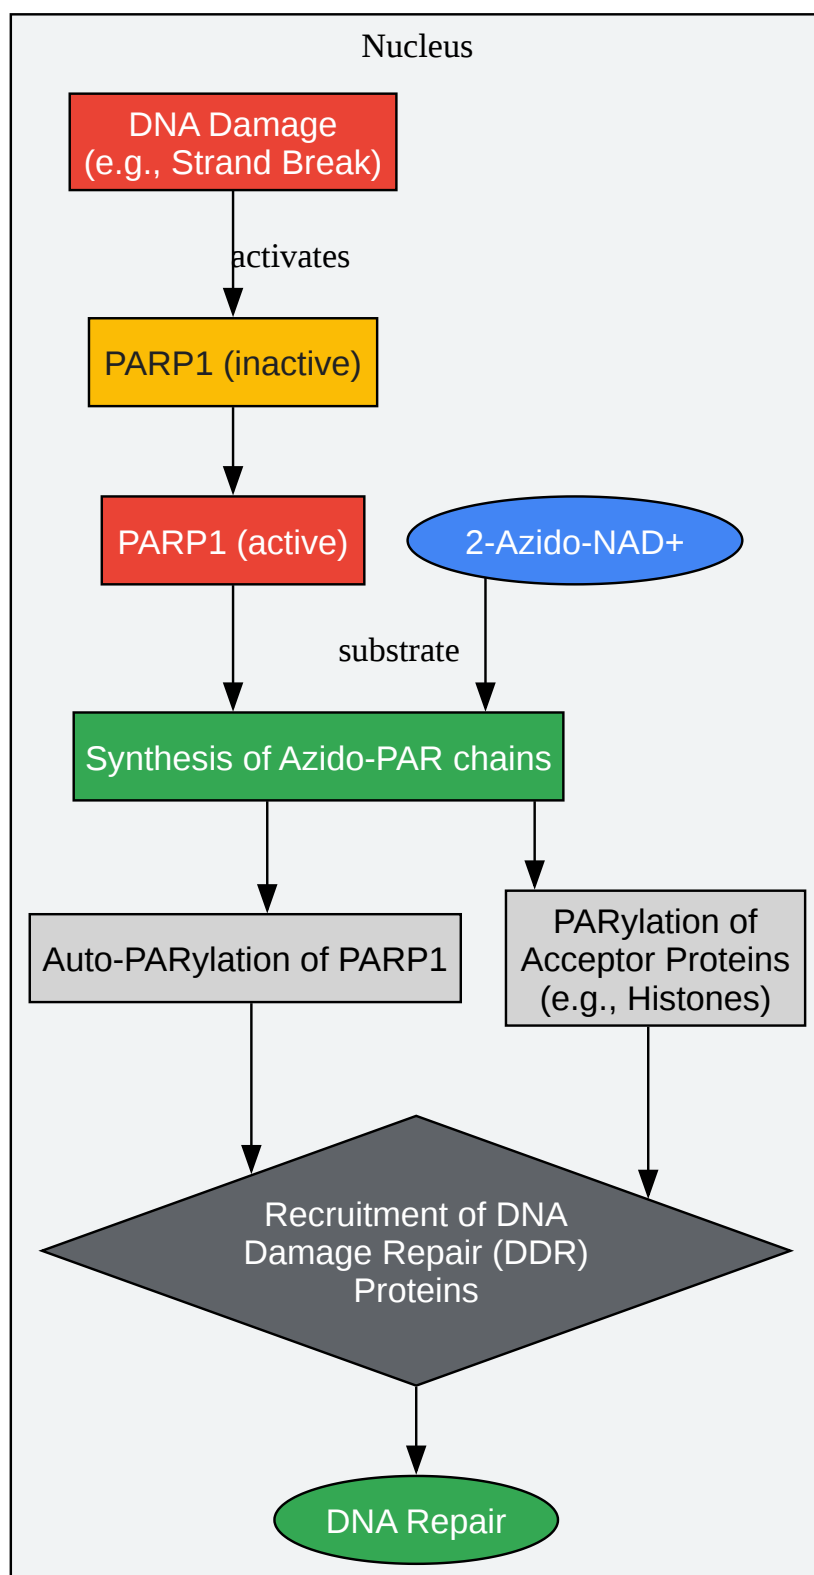 Nucleus
DNA Damage
(e.g., Strand Break)
activates
PARP1 (inactive)
PARP1 (active)
2-Azido-NAD+
substrate
Synthesis of Azido-PAR chains
Auto-PARylation of PARP1
PARylation of
Acceptor Proteins
(e.g., Histones)
Recruitment of DNA
Damage Repair (DDR)
Proteins
DNA Repair